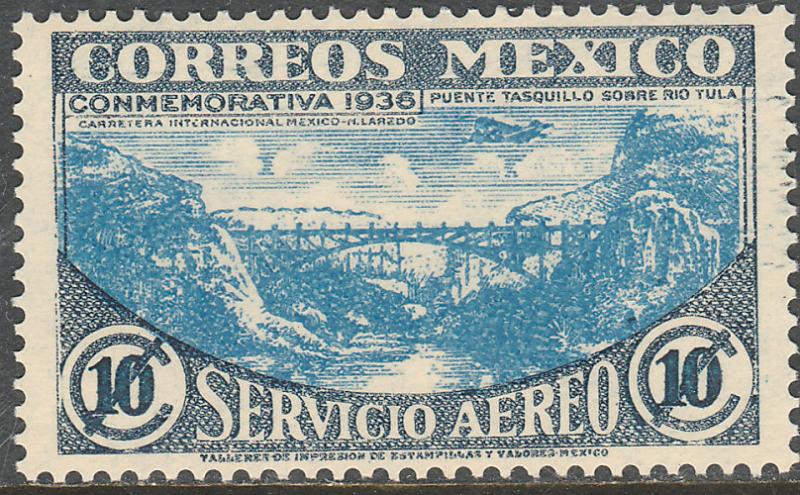 CORREOS MEXICO
CONMEMORATIVA 1936
PUENTE TASQUILLO SOBRE RIO TULA
CARRETERA INTERNACIONAL MEXICO-N. LAREDO
10 ¢
SERVICIO AEREO
10 ¢
TALLERES DE IMPRESION DE ESTAMPILLAS Y VALORES-MEXICO